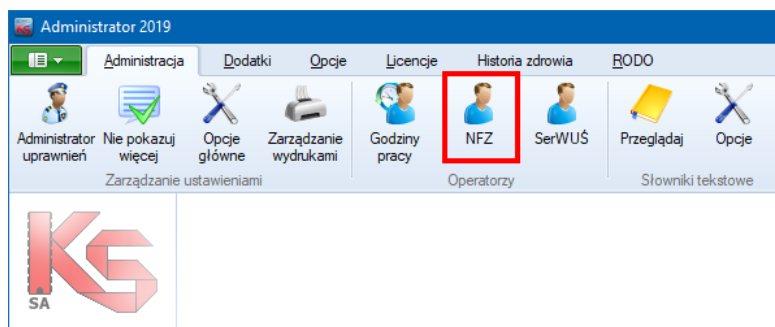 Administrator 2019
Administracja Dodatki Opcje Licencje Historia zdrowia RODO
Administrator uprawnień
Nie pokazuj więcej
Opcje główne
Zarządzanie wydrukami
Godziny pracy
NFZ
SerWUŚ
Przeglądaj
Opcje
Zarządzanie ustawieniami
Operatorzy
Słowniki tekstowe
KS
SA